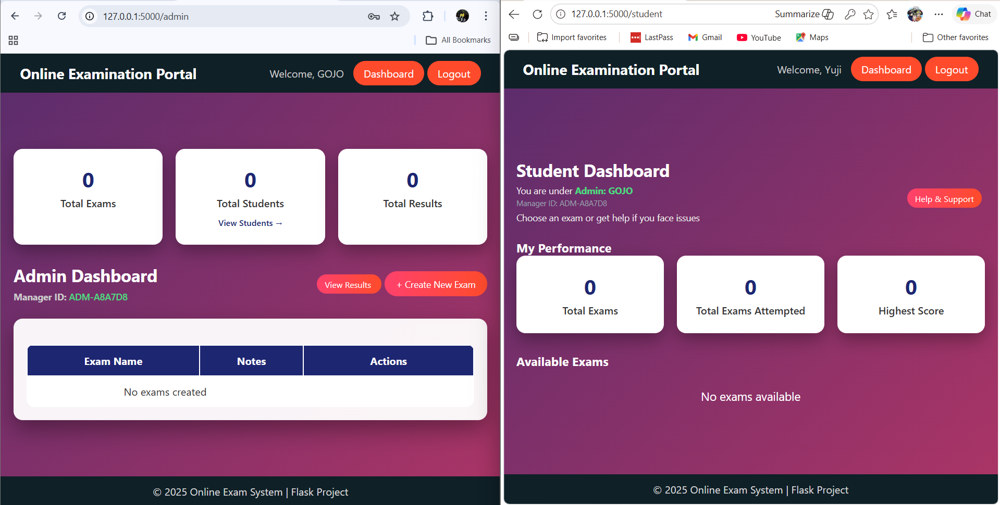 127.0.0.1:5000/admin
All Bookmarks
Online Examination Portal
Welcome, GOJO
Dashboard
Logout
0
Total Exams
0
Total Students
View Students →
0
Total Results
Admin Dashboard
Manager ID: ADM-A8A7D8
View Results
+ Create New Exam
Exam Name
Notes
Actions
No exams created
© 2025 Online Exam System | Flask Project
127.0.0.1:5000/student
Summarize
Chat
Import favorites
LastPass
Gmail
YouTube
Maps
Other favorites
Online Examination Portal
Welcome, Yuji
Dashboard
Logout
Student Dashboard
You are under Admin: GOJO
Manager ID: ADM-A8A7D8
Choose an exam or get help if you face issues
Help & Support
My Performance
0
Total Exams
0
Total Exams Attempted
0
Highest Score
Available Exams
No exams available
© 2025 Online Exam System | Flask Project